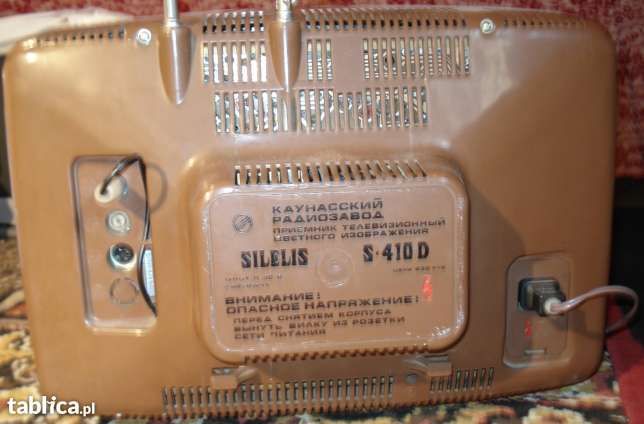 КАУНАССКИЙ
РАДИОЗАВОД
ПРИЕМНИК ТЕЛЕВИЗИОННЫЙ
ЦВЕТНОГО ИЗОБРАЖЕНИЯ
SILELIS S·410D
ВНИМАНИЕ!
ОПАСНОЕ НАПРЯЖЕНИЕ!
ПЕРЕД СНЯТИЕМ КОРПУСА
ВЫНУТЬ ВИЛКУ ИЗ РОЗЕТКИ
СЕТИ ПИТАНИЯ
tablica.pl